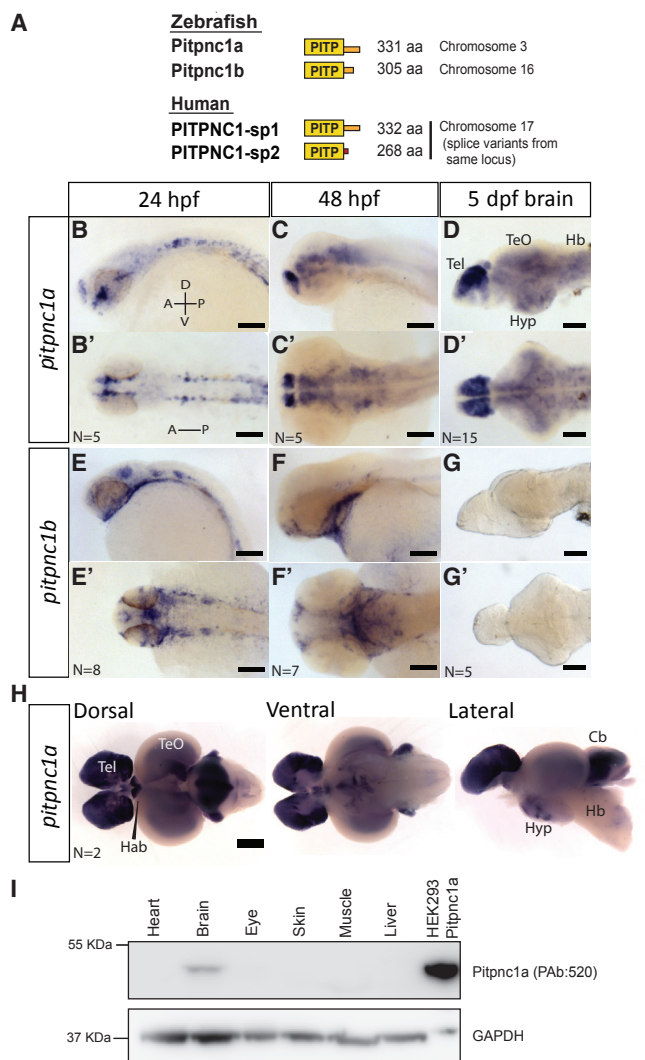 A
Zebrafish
Pitpnc1a PITP 331 aa Chromosome 3
Pitpnc1b PITP 305 aa Chromosome 16
Human
PITPNC1-sp1 PITP 332 aa Chromosome 17
PITPNC1-sp2 PITP 268 aa (splice variants from
same locus)
24 hpf 48 hpf 5 dpf brain
pitpnc1a
B C D
D A P V
Tel TeO Hb Hyp
B' C' D'
A P
N=5 N=5 N=15
pitpnc1b
E F G
E' F' G'
N=8 N=7 N=5
H
pitpnc1a
Dorsal Ventral Lateral
Tel TeO Cb
Hab Hyp Hb
N=2
I
Heart Brain Eye Skin Muscle Liver HEK293 Pitpnc1a
55 KDa
Pitpnc1a (PAb:520)
37 KDa
GAPDH